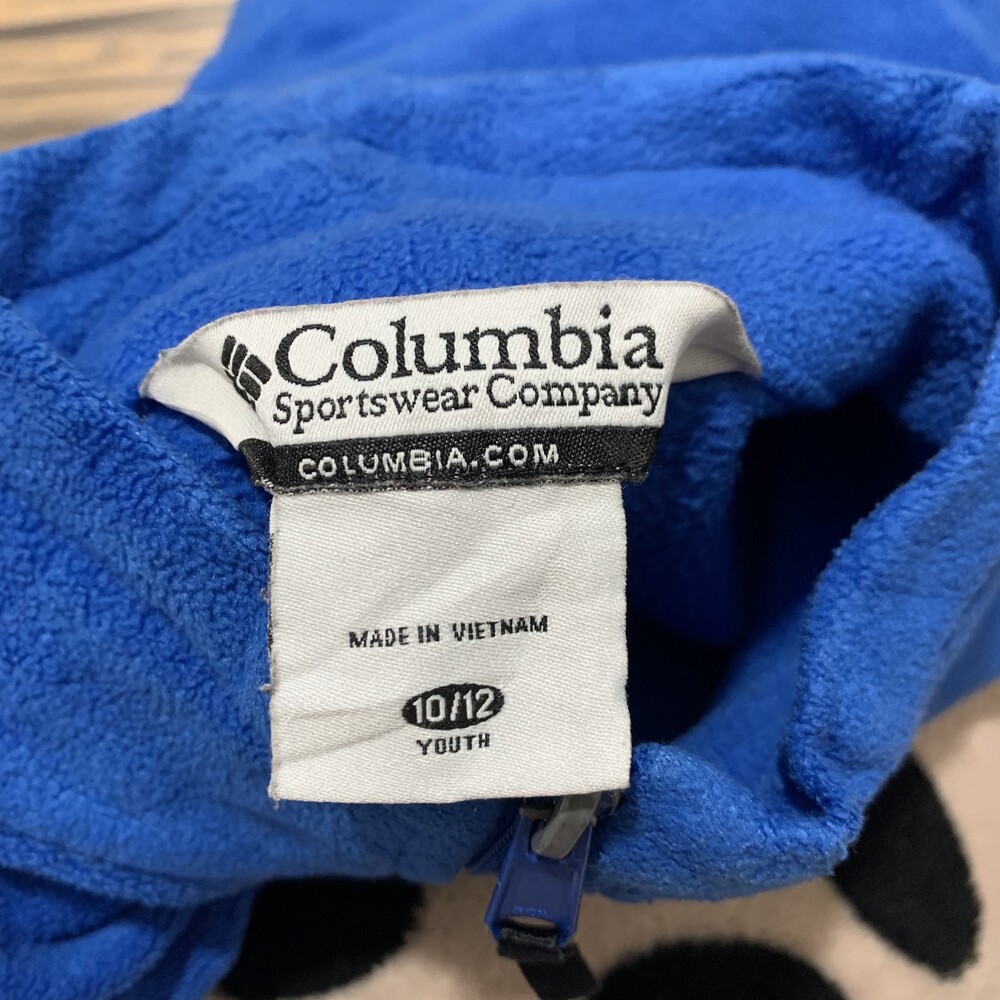 Columbia
Sportswear Company
COLUMBIA.COM
MADE IN VIETNAM
10/12
YOUTH